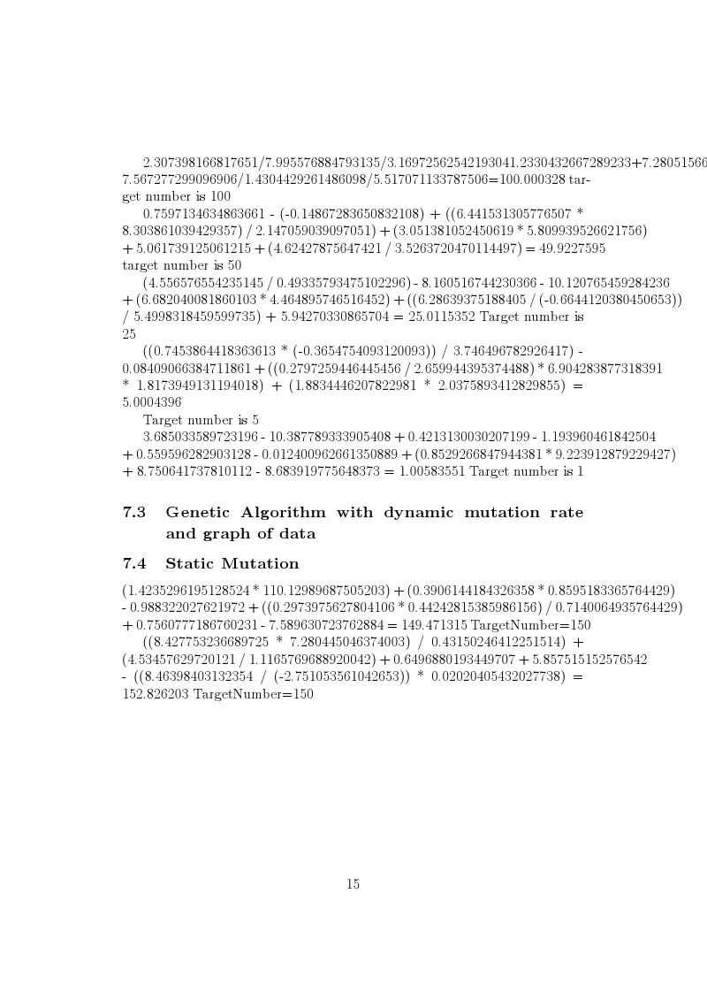 2.307398166817651/7.995576884793135/3.16972562542193041.2330432667289233+7.28051566
7.567277299096906/1.4304429261486098/5.517071133787506=100.000328 tar-
get number is 100
0.7597134634863661 - (-0.14867283650832108) + ((6.441531305776507 *
8.303861039429357) / 2.147059039097051) + (3.051381052450619 * 5.809939526621756)
+ 5.061739125061215 + (4.62427875647421 / 3.5263720470114497) = 49.9227595
target number is 50
(4.556576554235145 / 0.49335793475102296) - 8.160516744230366 - 10.120765459284236
+ (6.682040081860103 * 4.464895746516452) + ((6.28639375188405 / (-0.6644120380450653))
/ 5.4998318459599735) + 5.94270330865704 = 25.0115352 Target number is
25
((0.7453864418363613 * (-0.3654754093120093)) / 3.746496782926417) -
0.08409066384711861 + ((0.2797259446445456 / 2.659944395374488) * 6.904283877318391
* 1.8173949131194018) + (1.8834446207822981 * 2.0375893412829855) =
5.0004396
Target number is 5
3.685033589723196 - 10.387789333905408 + 0.4213130030207199 - 1.193960461842504
+ 0.559596282903128 - 0.012400962661350889 + (0.8529266847944381 * 9.223912879229427)
+ 8.750641737810112 - 8.683919775648373 = 1.00583551 Target number is 1
7.3 Genetic Algorithm with dynamic mutation rate
and graph of data
7.4 Static Mutation
(1.4235296195128524 * 110.12989687505203) + (0.3906144184326358 * 0.8595183365764429)
- 0.988322027621972 + ((0.2973975627804106 * 0.44242815385986156) / 0.7140064935764429)
+ 0.7560777186760231 - 7.589630723762884 = 149.471315 TargetNumber=150
((8.427753236689725 * 7.280445046374003) / 0.43150246412251514) +
(4.53457629720121 / 1.1165769688920042) + 0.6496880193449707 + 5.857515152576542
- ((8.46398403132354 / (-2.751053561042653)) * 0.02020405432027738) =
152.826203 TargetNumber=150
15